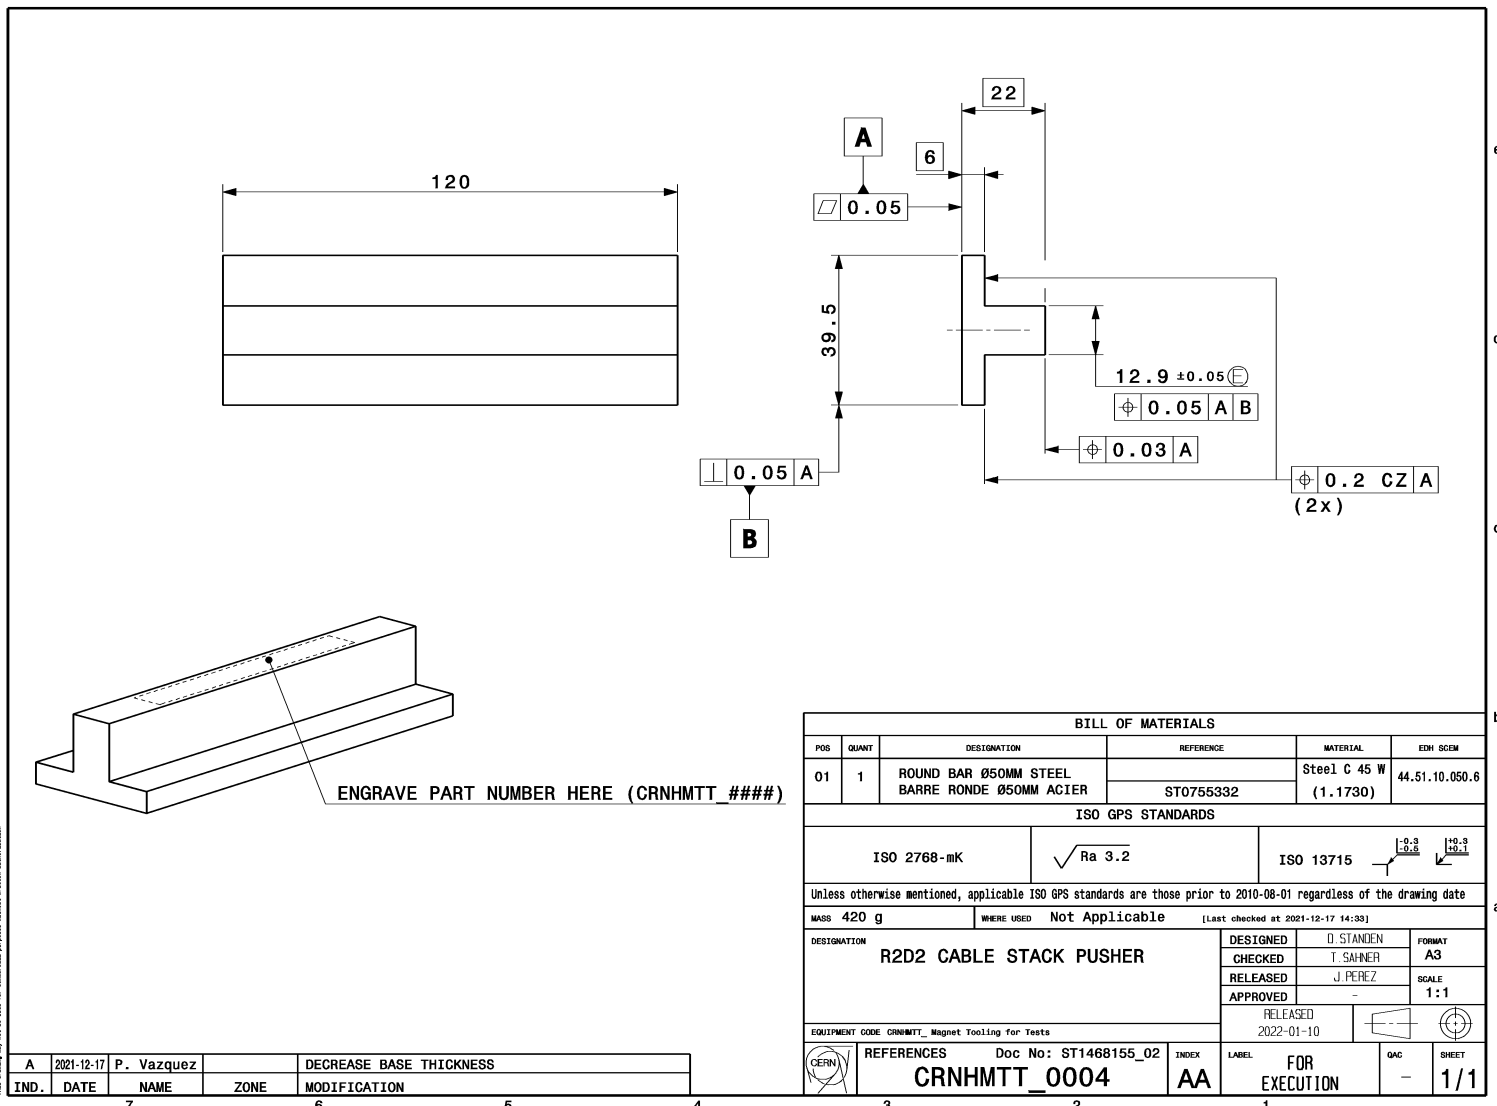 22
A
6
120
0.05
39.5
12.9 ±0.05 Ⓔ
0.05 A B
0.03 A
0.05 A
0.2 CZ A
(2x)
B
ENGRAVE PART NUMBER HERE (CRNHMTT_####)
BILL OF MATERIALS
POS QUANT DESIGNATION REFERENCE MATERIAL EDH SCEM
01 1 ROUND BAR Ø50MM STEEL Steel C 45 W 44.51.10.050.6
BARRE RONDE Ø50MM ACIER ST0755332 (1.1730)
ISO GPS STANDARDS
ISO 2768-mK Ra 3.2 ISO 13715 -0.3 +0.3
-0.5 +0.1
Unless otherwise mentioned, applicable ISO GPS standards are those prior to 2010-08-01 regardless of the drawing date
MASS 420 g WHERE USED Not Applicable [Last checked at 2021-12-17 14:33]
DESIGNATION
R2D2 CABLE STACK PUSHER
DESIGNED D.STANDEN FORMAT
CHECKED T.SAHNER A3
RELEASED J.PEREZ SCALE
APPROVED - 1:1
RELEASED
2022-01-10
EQUIPMENT CODE CRNHMTT_ Magnet Tooling for Tests
CERN
REFERENCES Doc No: ST1468155_02 INDEX LABEL QAC SHEET
CRNHMTT_0004 AA FOR EXECUTION - 1/1
A 2021-12-17 P. Vazquez DECREASE BASE THICKNESS
IND. DATE NAME ZONE MODIFICATION
7 6 5 4 3 2 1